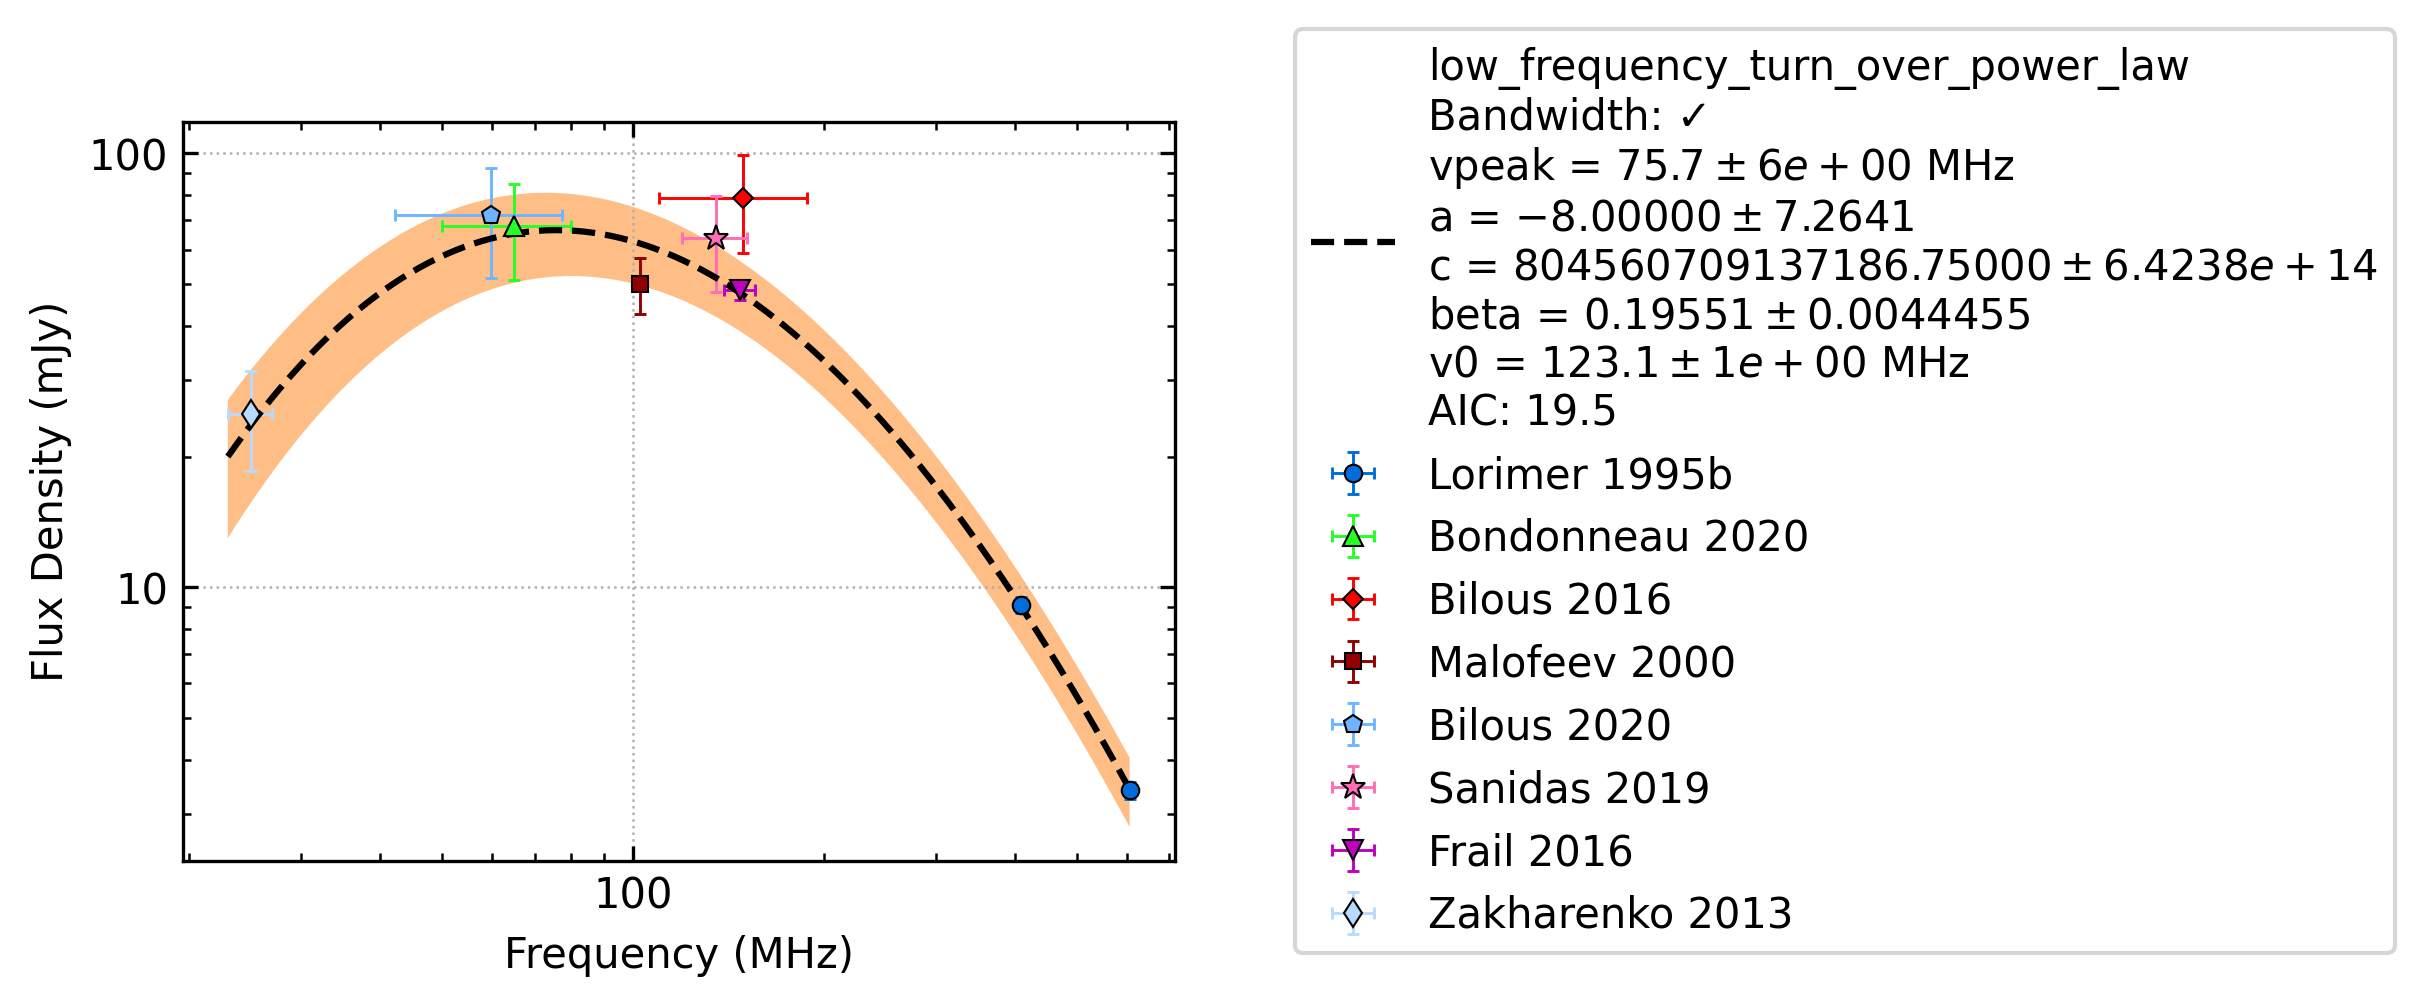 100
10
Flux Density (mJy)
100
Frequency (MHz)
low_frequency_turn_over_power_law
Bandwidth: ✓
vpeak = 75.7 ± 6e + 00 MHz
a = −8.00000 ± 7.2641
c = 804560709137186.75000 ± 6.4238e + 14
beta = 0.19551 ± 0.0044455
v0 = 123.1 ± 1e + 00 MHz
AIC: 19.5
Lorimer 1995b
Bondonneau 2020
Bilous 2016
Malofeev 2000
Bilous 2020
Sanidas 2019
Frail 2016
Zakharenko 2013